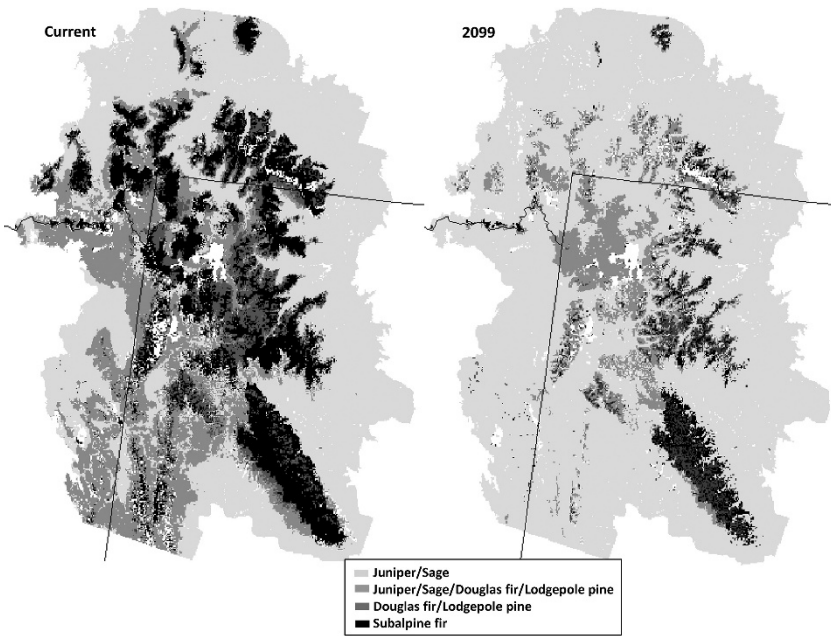 Current
2099
Juniper/Sage
Juniper/Sage/Douglas fir/Lodgepole pine
Douglas fir/Lodgepole pine
Subalpine fir